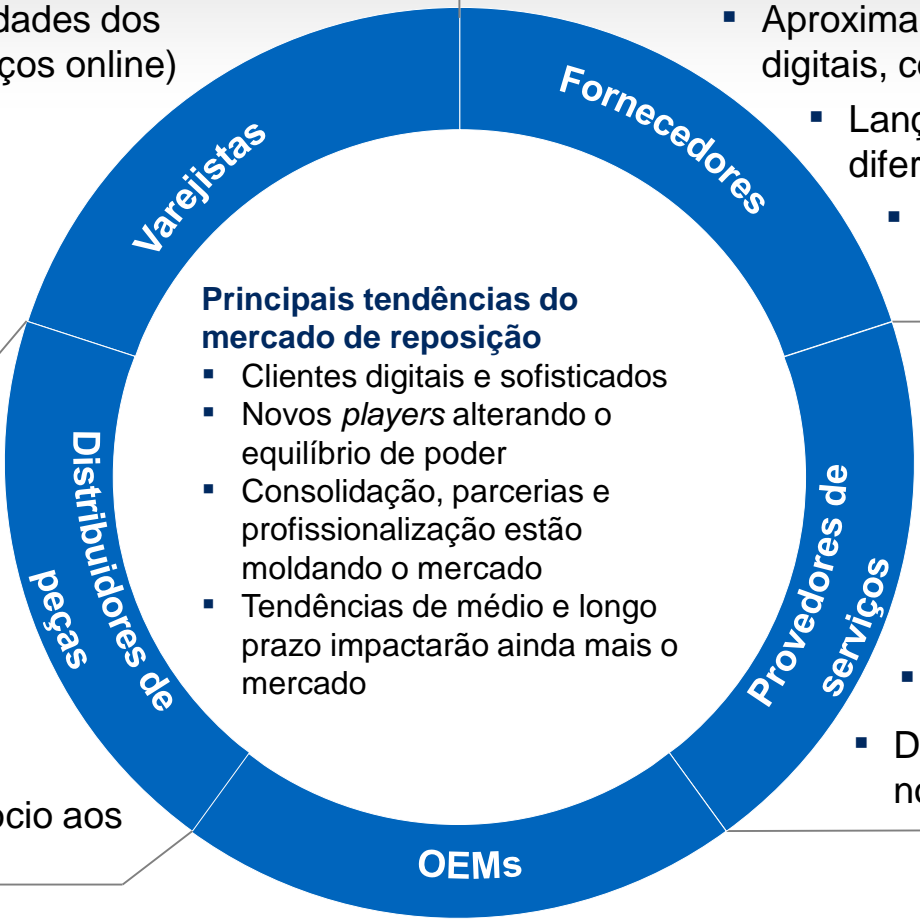 dades dos
ços online)
Aproxima
digitais, c
Lanç
difer
Fornecedores
Varejistas
Principais tendências do
mercado de reposição
Clientes digitais e sofisticados
Novos players alterando o
equilíbrio de poder
Consolidação, parcerias e
profissionalização estão
moldando o mercado
Tendências de médio e longo
prazo impactarão ainda mais o
mercado
Distribuidores de
peças
Provedores de
serviços
D
no
ócio aos
OEMs